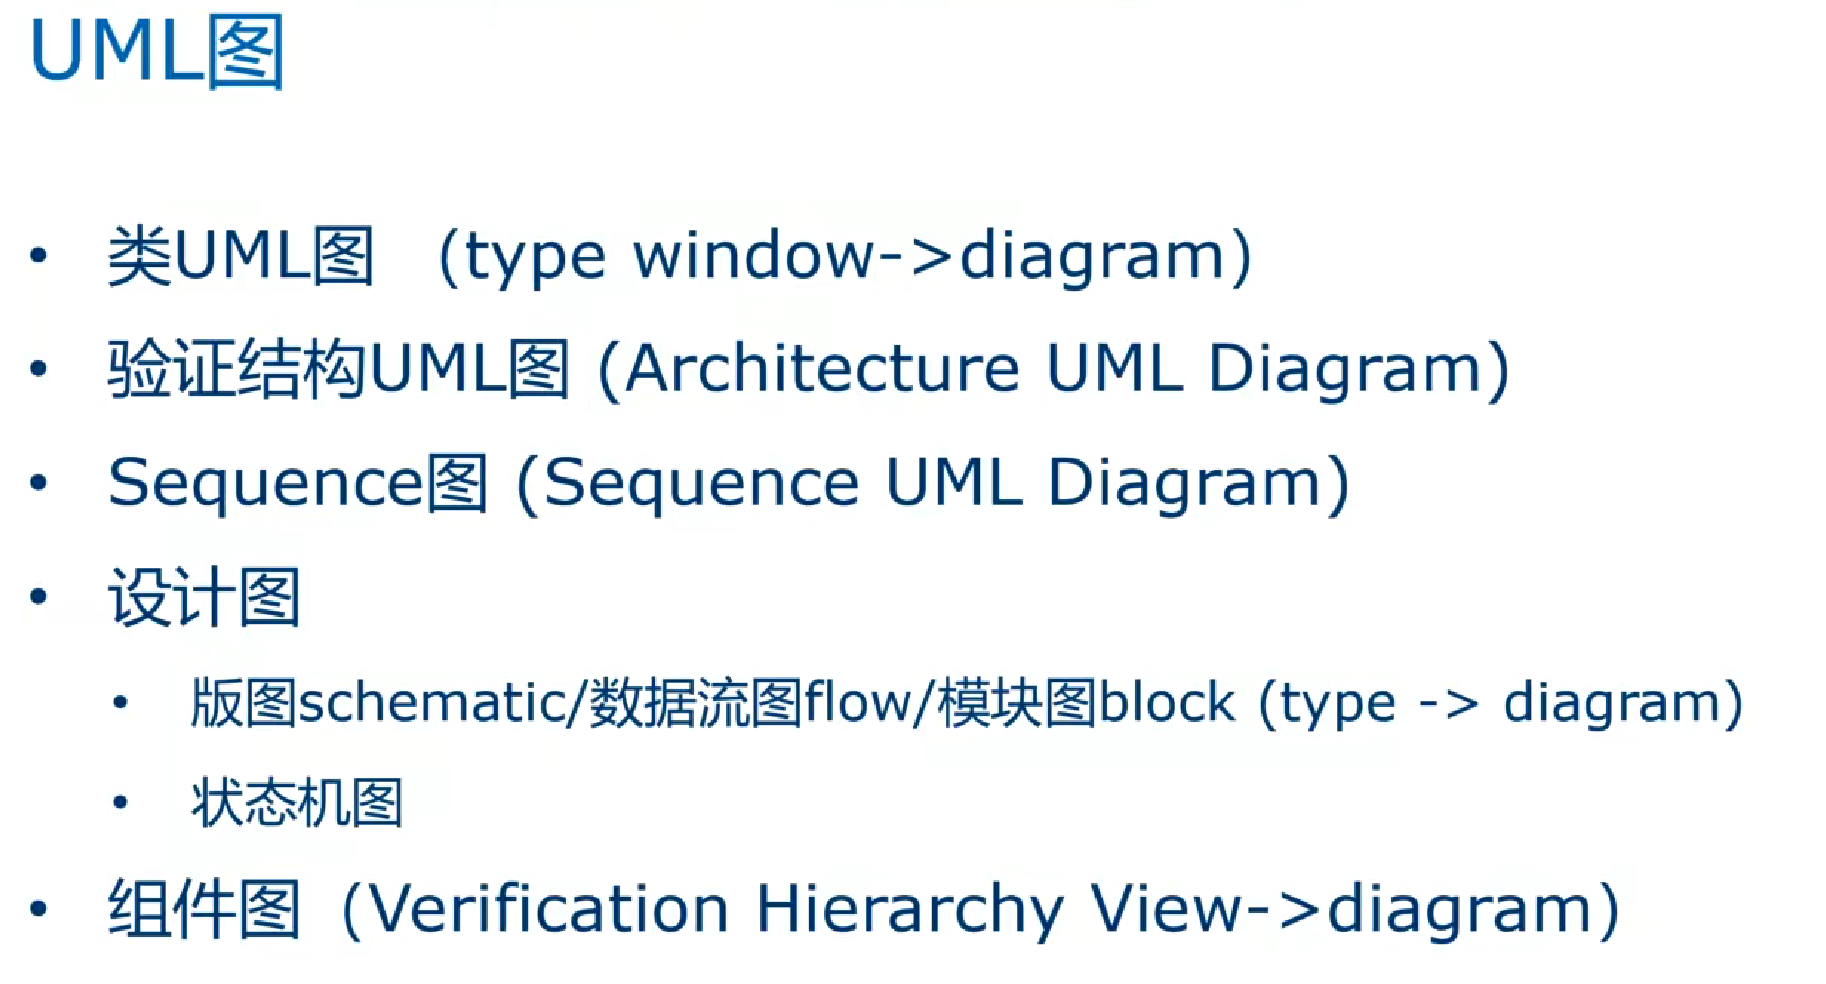 UML图
• 类UML图 (type window->diagram)
• 验证结构UML图 (Architecture UML Diagram)
• Sequence图 (Sequence UML Diagram)
• 设计图
• 版图schematic/数据流图flow/模块图block (type -> diagram)
• 状态机图
• 组件图 (Verification Hierarchy View->diagram)